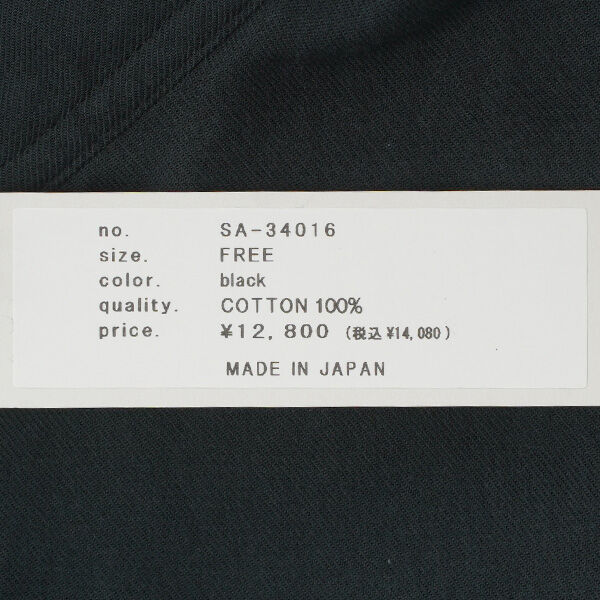 no. SA-34016
size. FREE
color. black
quality. COTTON 100%
price. ¥12,800 (税込 ¥14,080)
MADE IN JAPAN